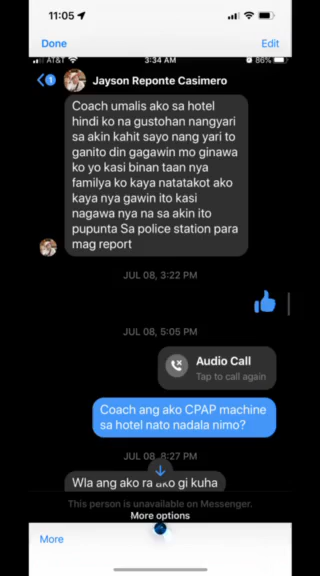 11:05
Done
Edit
AT&T
3:34 AM
86%
1
Jayson Reponte Casimero
Coach umalis ako sa hotel
hindi ko na gustohan nangyari
sa akin kahit sayo nang yari to
ganito din gagawin mo ginawa
ko yo kasi binan taan nya
familya ko kaya natatakot ako
kaya nya gawin ito kasi
nagawa nya na sa akin ito
pupunta Sa police station para
mag report
JUL 08, 3:22 PM
JUL 08, 5:05 PM
Audio Call
Tap to call again
Coach ang ako CPAP machine
sa hotel nato nadala nimo?
JUL 08, 8:27 PM
Wla ang ako ra ako gi kuha
This person is unavailable on Messenger.
More options
More